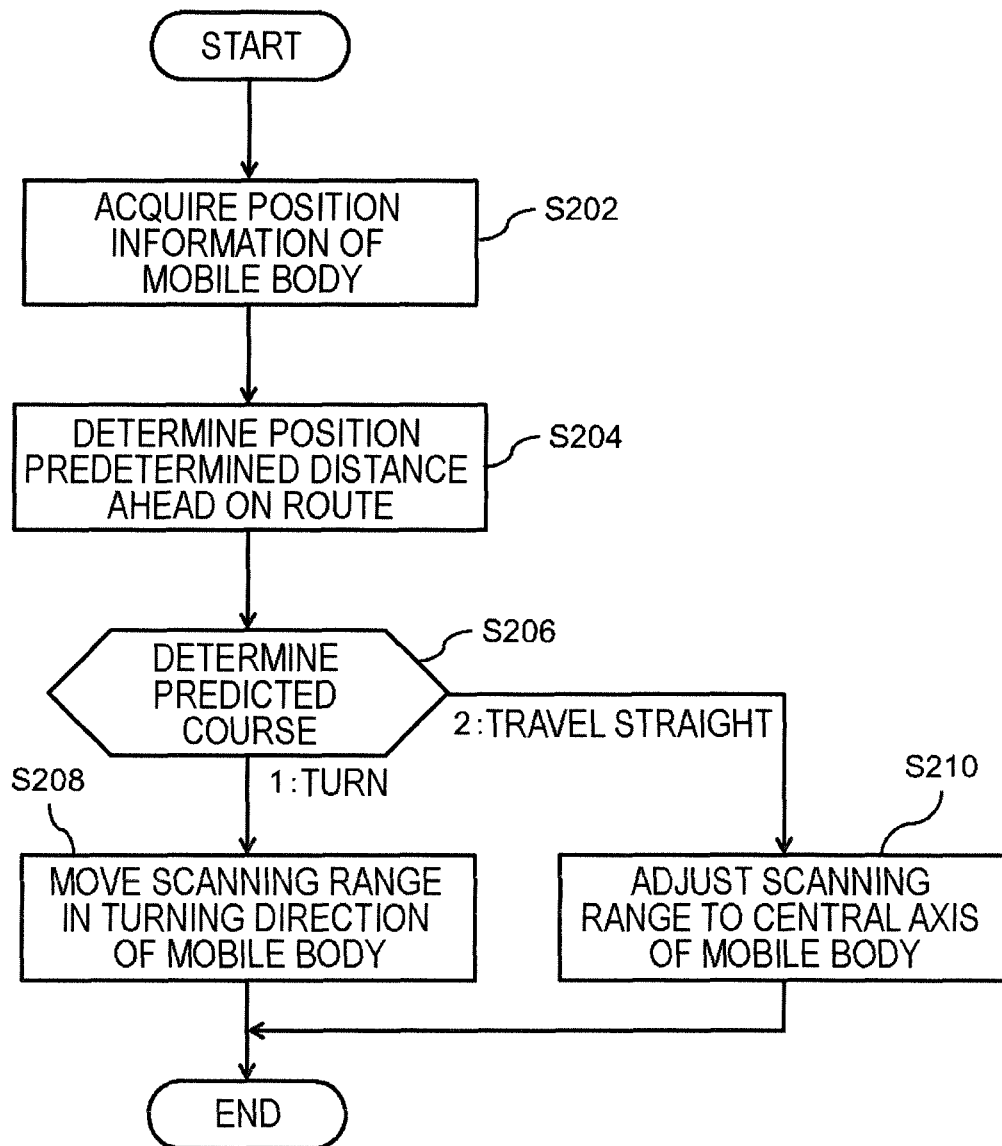 START
ACQUIRE POSITION
INFORMATION OF
MOBILE BODY
S202
DETERMINE POSITION
PREDETERMINED DISTANCE
AHEAD ON ROUTE
S204
DETERMINE
PREDICTED
COURSE
S206
2:TRAVEL STRAIGHT
1:TURN
S208
MOVE SCANNING RANGE
IN TURNING DIRECTION
OF MOBILE BODY
S210
ADJUST SCANNING
RANGE TO CENTRAL AXIS
OF MOBILE BODY
END